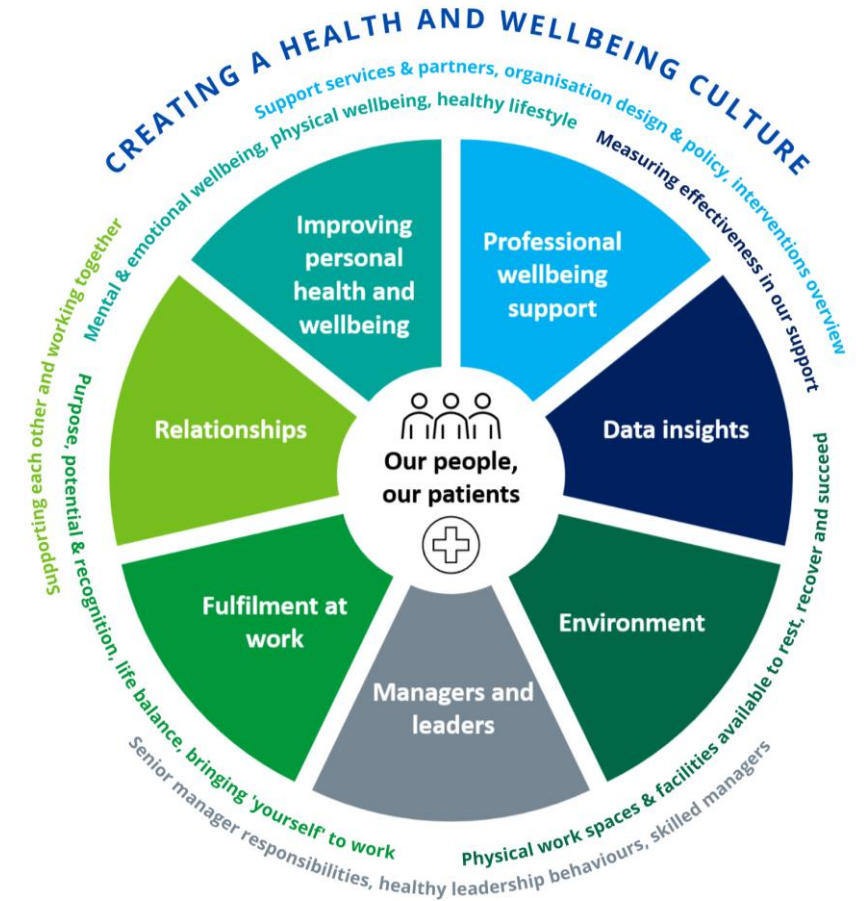 CREATING A HEALTH AND WELLBEING CULTURE
Support services & partners, organisation design & policy, interventions overview
Mental & emotional wellbeing, physical wellbeing, healthy lifestyle
Measuring effectiveness in our support
Supporting each other and working together
Purpose, potential & recognition, life balance, bringing 'yourself' to work
Physical work spaces & facilities available to rest, recover and succeed
Senior manager responsibilities, healthy leadership behaviours, skilled managers
Improving
personal
health and
wellbeing
Professional
wellbeing
support
Relationships
Data insights
Our people,
our patients
Fulfilment at
work
Environment
Managers and
leaders